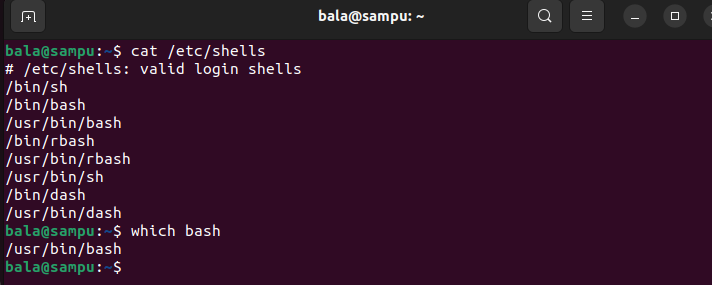 bala@sampu: ~
bala@sampu:~$ cat /etc/shells
# /etc/shells: valid login shells
/bin/sh
/bin/bash
/usr/bin/bash
/bin/rbash
/usr/bin/rbash
/usr/bin/sh
/bin/dash
/usr/bin/dash
bala@sampu:~$ which bash
/usr/bin/bash
bala@sampu:~$